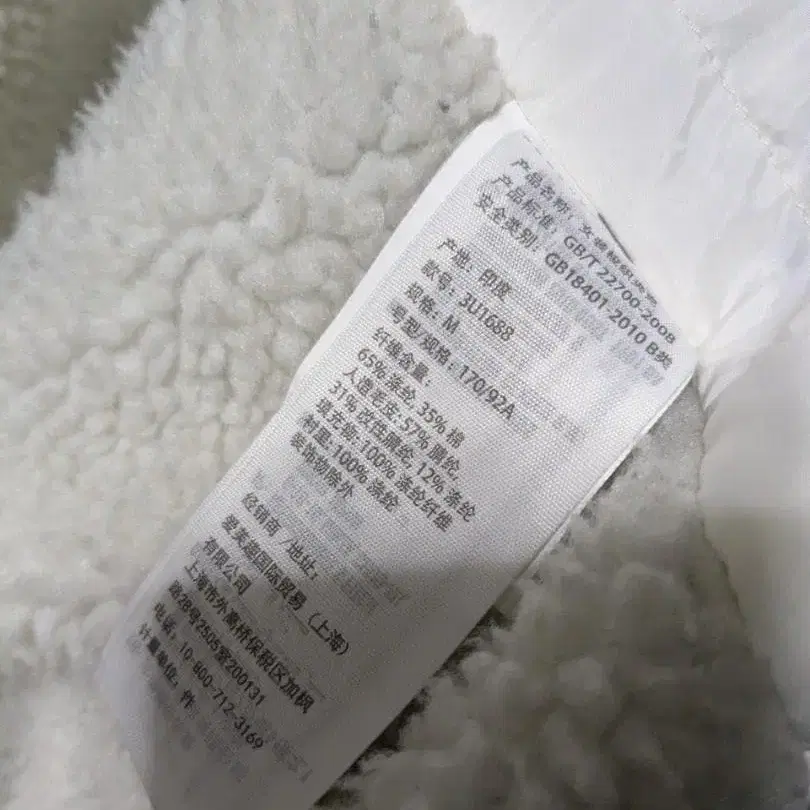 产品名称: 女
产品标准: GB/T 22700-2008
安全类别: GB18401-2010 B类
产地: 印度
款号: 3U1688
规格: M
号型/规格: 170/92A
纤维含量:
65% 涤纶 35% 棉
人造毛皮: 57% 腈纶,
31% 改性腈纶, 12% 涤纶
填充物: 100% 涤纶纤维
衬里: 100% 涤纶
装饰物除外
经销商 /地址:
爱芙趣国际贸易 (上海)
有限公司
上海市外高桥保税区加枫
路28号2505室200131
电话: 10-800-712-3169
计量单位: 件